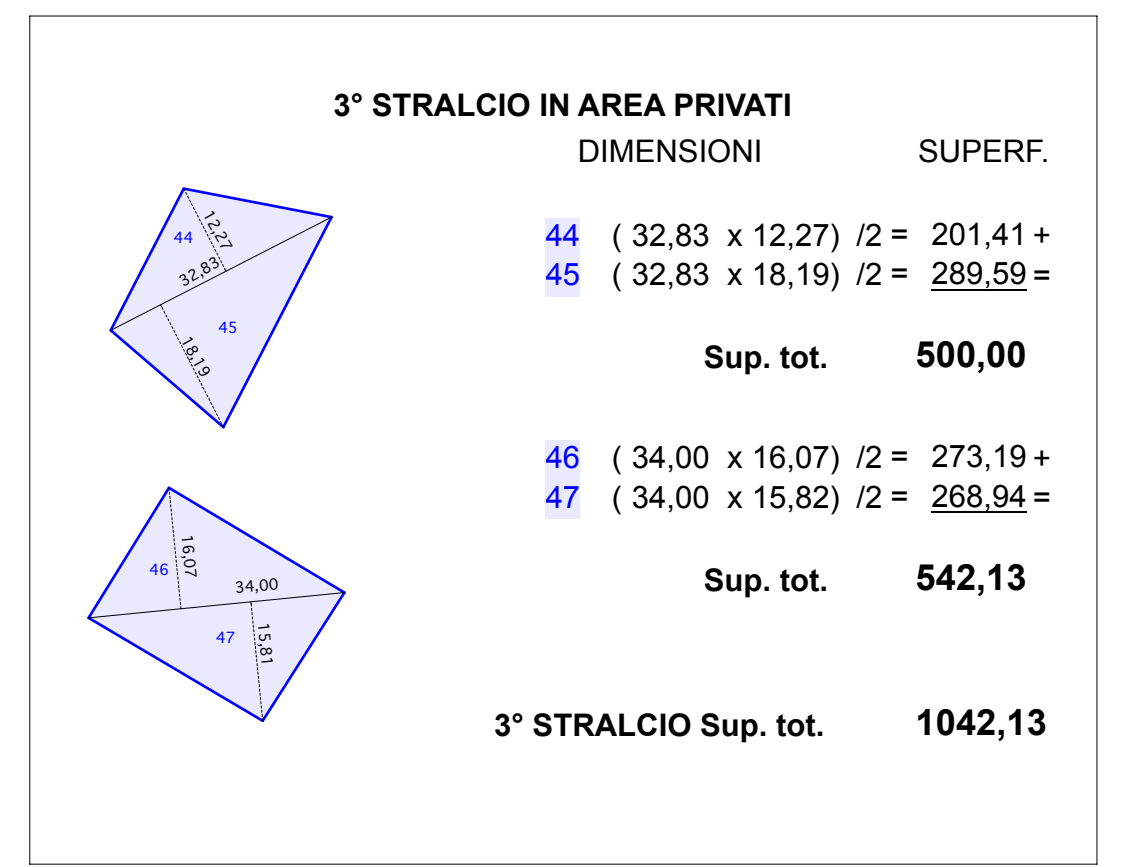 3° STRALCIO IN AREA PRIVATI
DIMENSIONI SUPERF.
12,27
44
32,83
45
18,19
44 ( 32,83 x 12,27) /2 = 201,41 +
45 ( 32,83 x 18,19) /2 = 289,59 =
Sup. tot. 500,00
16,07
46
34,00
47
15,81
46 ( 34,00 x 16,07) /2 = 273,19 +
47 ( 34,00 x 15,82) /2 = 268,94 =
Sup. tot. 542,13
3° STRALCIO Sup. tot. 1042,13